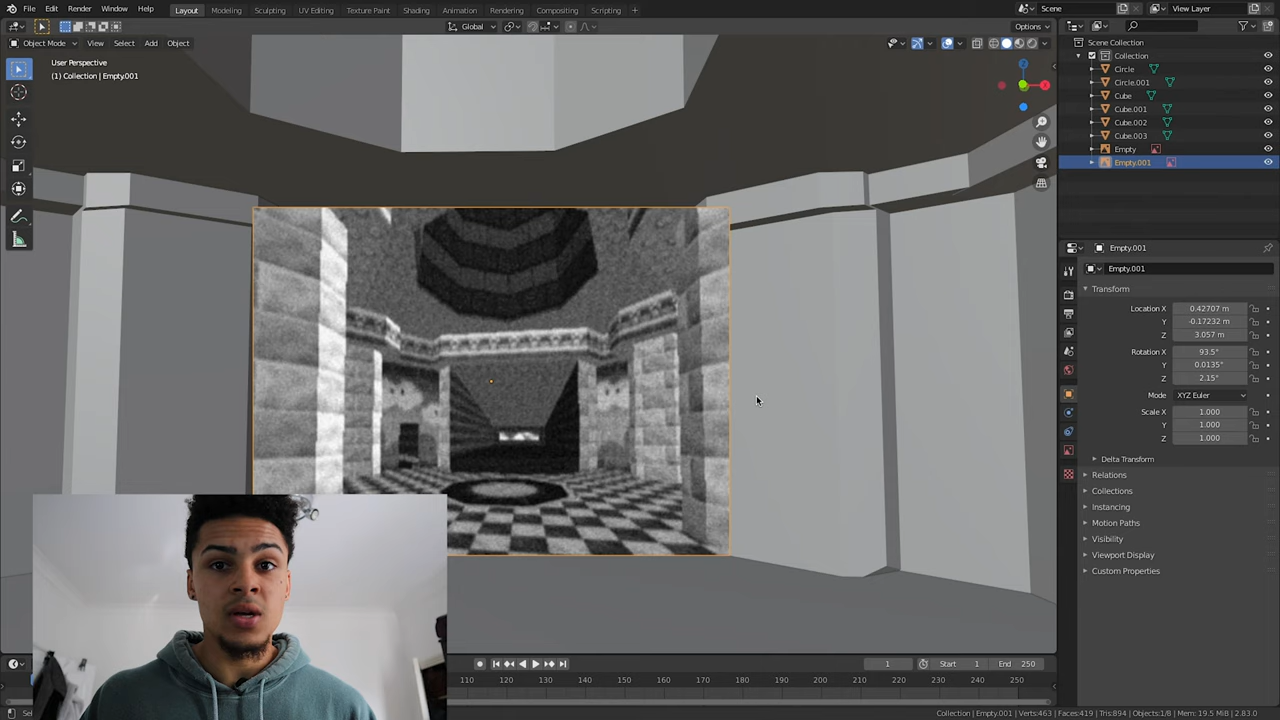 File Edit Render Window Help Layout Modeling Sculpting UV Editing Texture Paint Shading Animation Rendering Compositing Scripting + Scene View Layer
Global Options
Object Mode View Select Add Object
User Perspective
(1) Collection | Empty.001
Z
X
Scene Collection
Collection
Circle
Circle.001
Cube
Cube.001
Cube.002
Cube.003
Empty
Empty.001
Empty.001
Empty.001
Transform
Location X 0.42707 m
Y -0.17232 m
Z 3.057 m
Rotation X 93.5°
Y 0.0135°
Z 2.15°
Mode XYZ Euler
Scale X 1.000
Y 1.000
Z 1.000
Delta Transform
Relations
Collections
Instancing
Motion Paths
Visibility
Viewport Display
Custom Properties
1 Start 1 End 250
110 120 130 140 150 160 170 180 190 200 210 220 230 240 250
Sel
Collection | Empty.001 | Verts:463 | Faces:419 | Tris:894 | Objects:1/8 | Mem: 19.5 MiB | 2.83.0